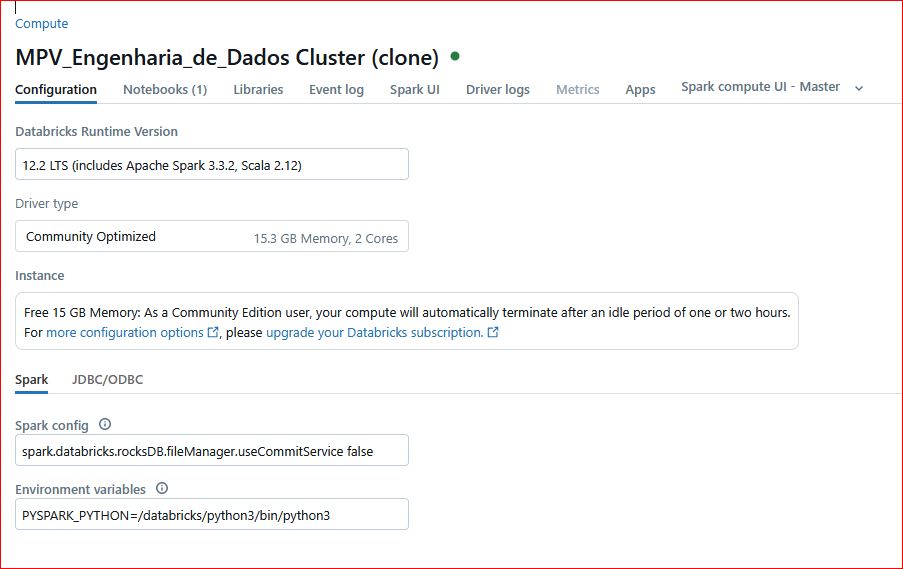 Compute
MPV_Engenharia_de_Dados Cluster (clone)
Configuration Notebooks (1) Libraries Event log Spark UI Driver logs Metrics Apps Spark compute UI - Master
Databricks Runtime Version
12.2 LTS (includes Apache Spark 3.3.2, Scala 2.12)
Driver type
Community Optimized 15.3 GB Memory, 2 Cores
Instance
Free 15 GB Memory: As a Community Edition user, your compute will automatically terminate after an idle period of one or two hours.
For more configuration options, please upgrade your Databricks subscription.
Spark JDBC/ODBC
Spark config
spark.databricks.rocksDB.fileManager.useCommitService false
Environment variables
PYSPARK_PYTHON=/databricks/python3/bin/python3